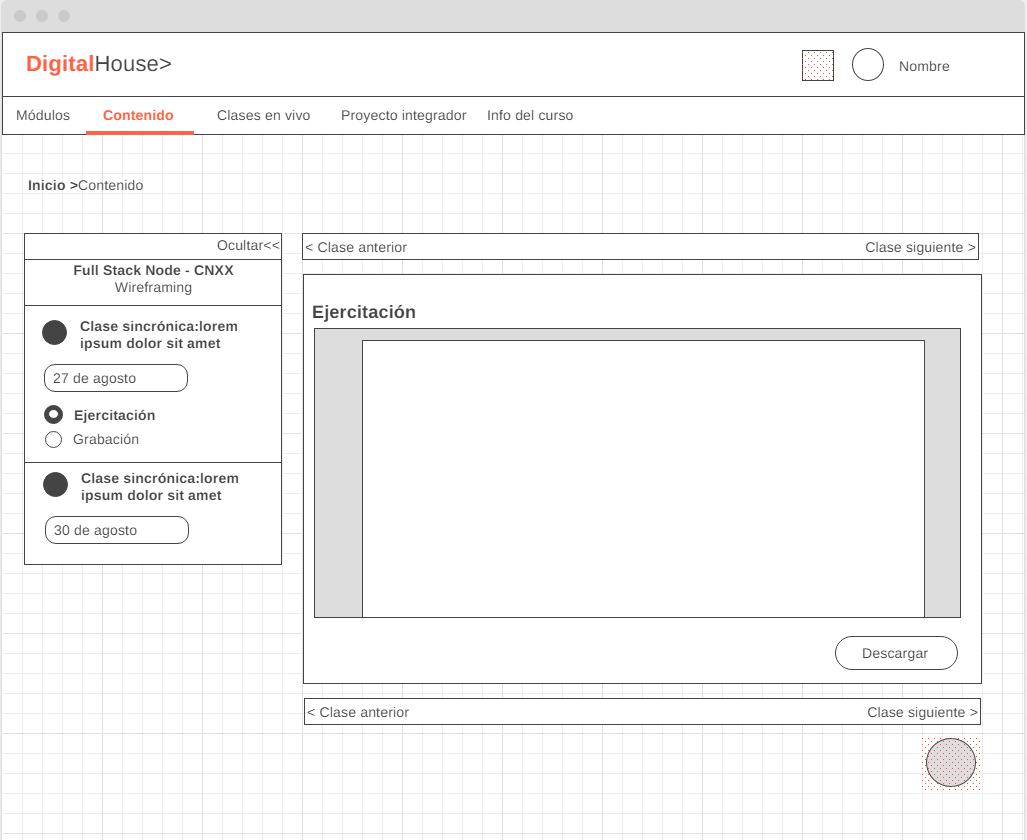 DigitalHouse>
Nombre
Módulos Contenido Clases en vivo Proyecto integrador Info del curso
Inicio >Contenido
Ocultar<<
Full Stack Node - CNXX
Wireframing
Clase sincrónica:lorem
ipsum dolor sit amet
27 de agosto
Ejercitación
Grabación
Clase sincrónica:lorem
ipsum dolor sit amet
30 de agosto
< Clase anterior Clase siguiente >
Ejercitación
Descargar
< Clase anterior Clase siguiente >